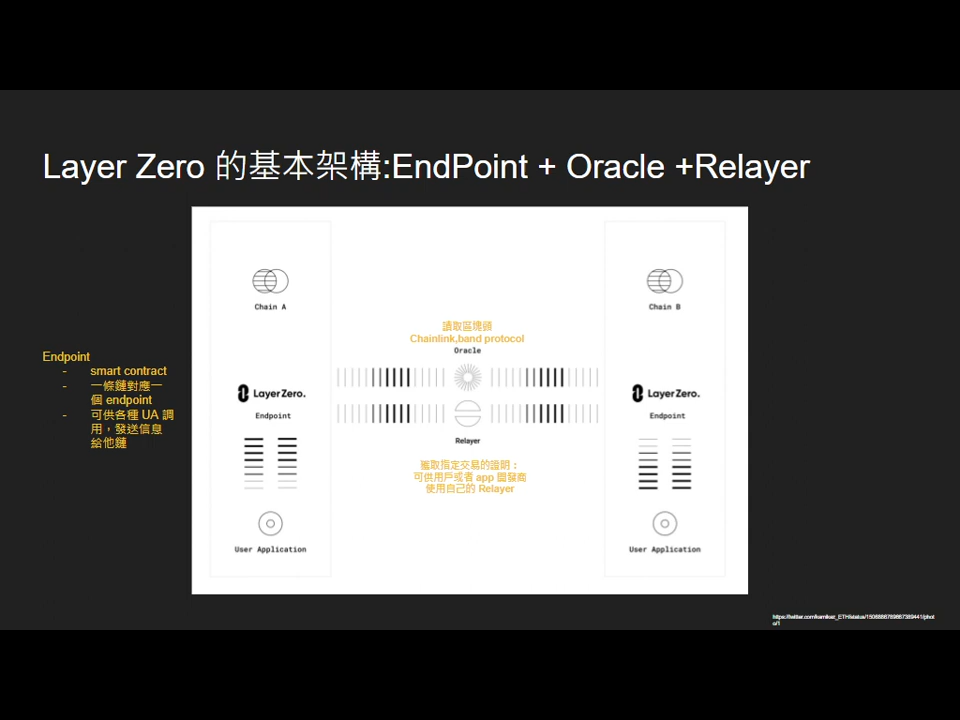 Layer Zero 的基本架構:EndPoint + Oracle +Relayer
Chain A
Chain B
讀取區塊頭
Chainlink,band protocol
Oracle
Endpoint
- smart contract
- 一條鏈對應一
個 endpoint
- 可供各種 UA 調
用，發送信息
給他鏈
LayerZero.
Endpoint
LayerZero.
Endpoint
Relayer
獲取指定交易的證明：
可供用戶或者 app 開發商
使用自己的 Relayer
User Application
User Application